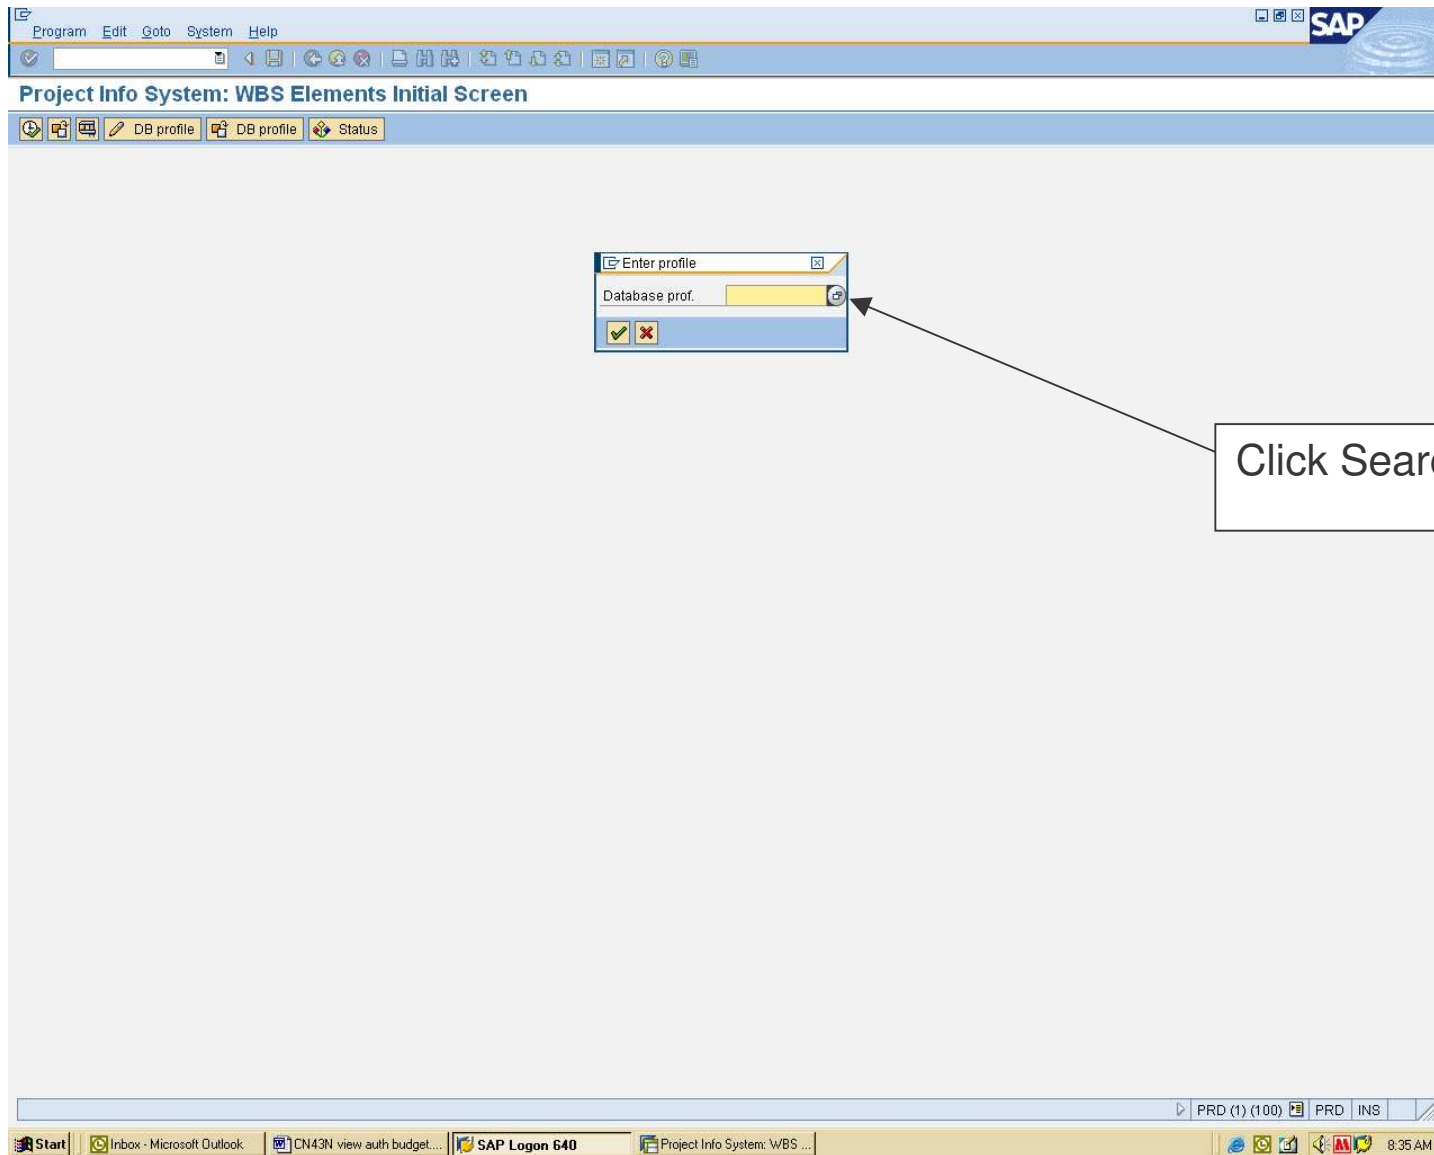 Program Edit Goto System Help
SAP
Project Info System: WBS Elements Initial Screen
DB profile DB profile Status
Enter profile
Database prof.
Click
PRD (1) (100) PRD INS
Start Inbox - Microsoft Outlook CN43N view auth budget.... SAP Logon 640 Project Info System: WBS ... 8:35 AM